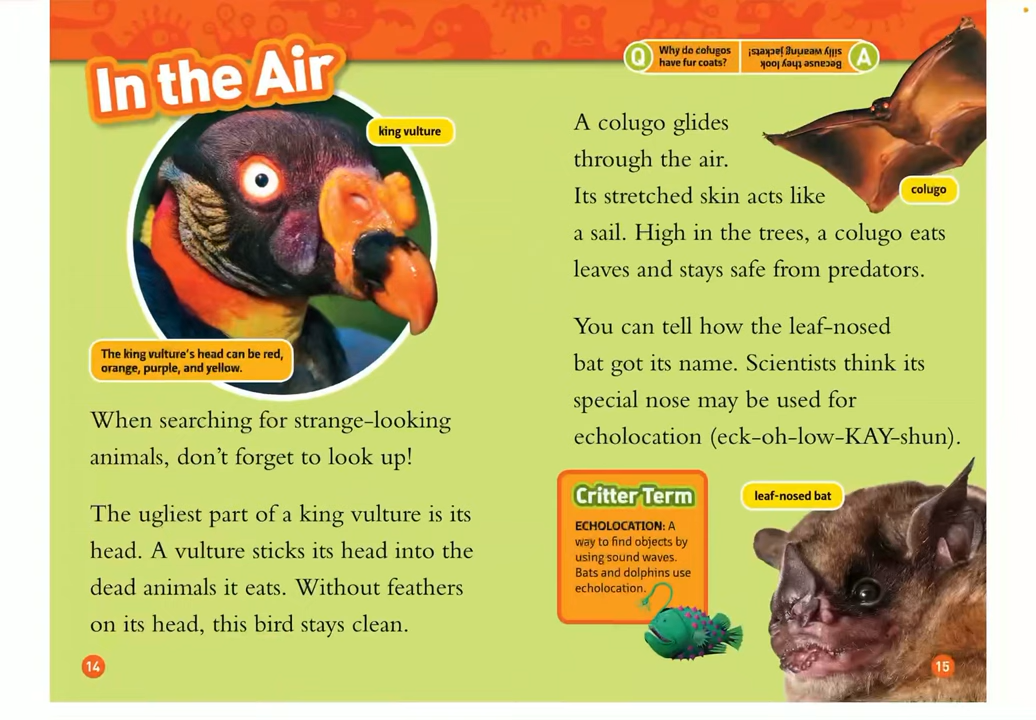 In the Air
king vulture
The king vulture's head can be red,
orange, purple, and yellow.
When searching for strange-looking
animals, don't forget to look up!
The ugliest part of a king vulture is its
head. A vulture sticks its head into the
dead animals it eats. Without feathers
on its head, this bird stays clean.
14
Q
Why do colugos
have fur coats?
A
Because they look
silly wearing jackets!
A colugo glides
through the air.
Its stretched skin acts like
a sail. High in the trees, a colugo eats
leaves and stays safe from predators.
colugo
You can tell how the leaf-nosed
bat got its name. Scientists think its
special nose may be used for
echolocation (eck-oh-low-KAY-shun).
Critter Term
ECHOLOCATION: A
way to find objects by
using sound waves.
Bats and dolphins use
echolocation.
leaf-nosed bat
15